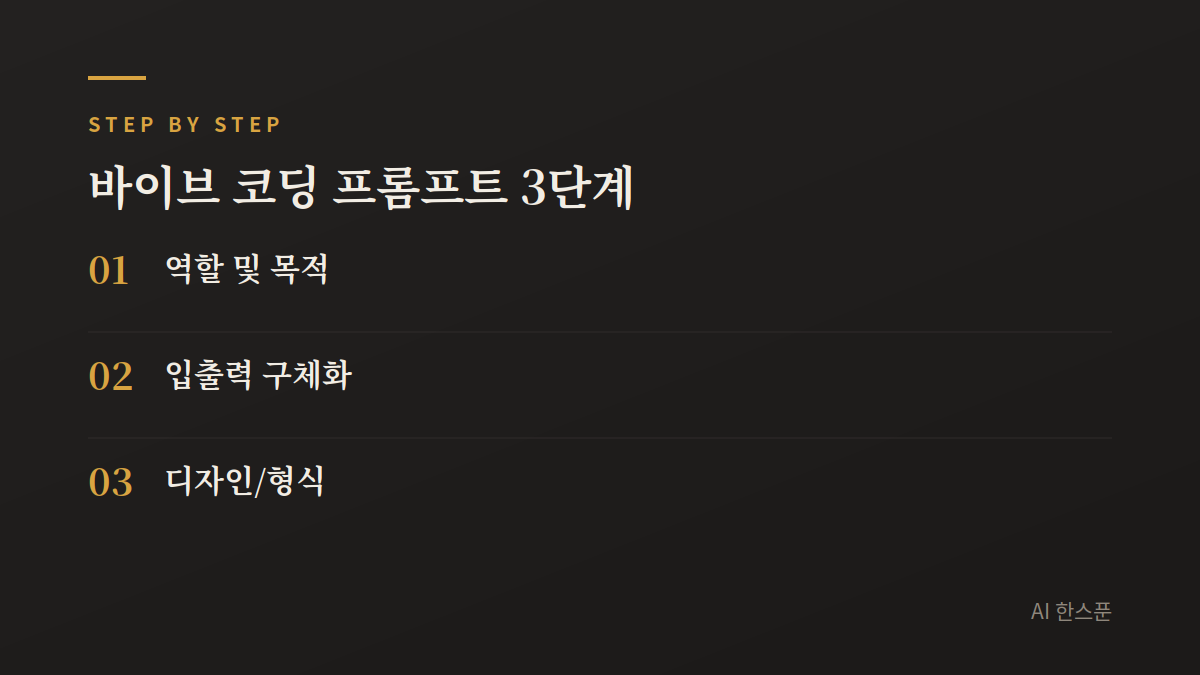 STEP BY STEP
바이브 코딩 프롬프트 3단계
01 역할 및 목적
02 입출력 구체화
03 디자인/형식
AI 한스푼